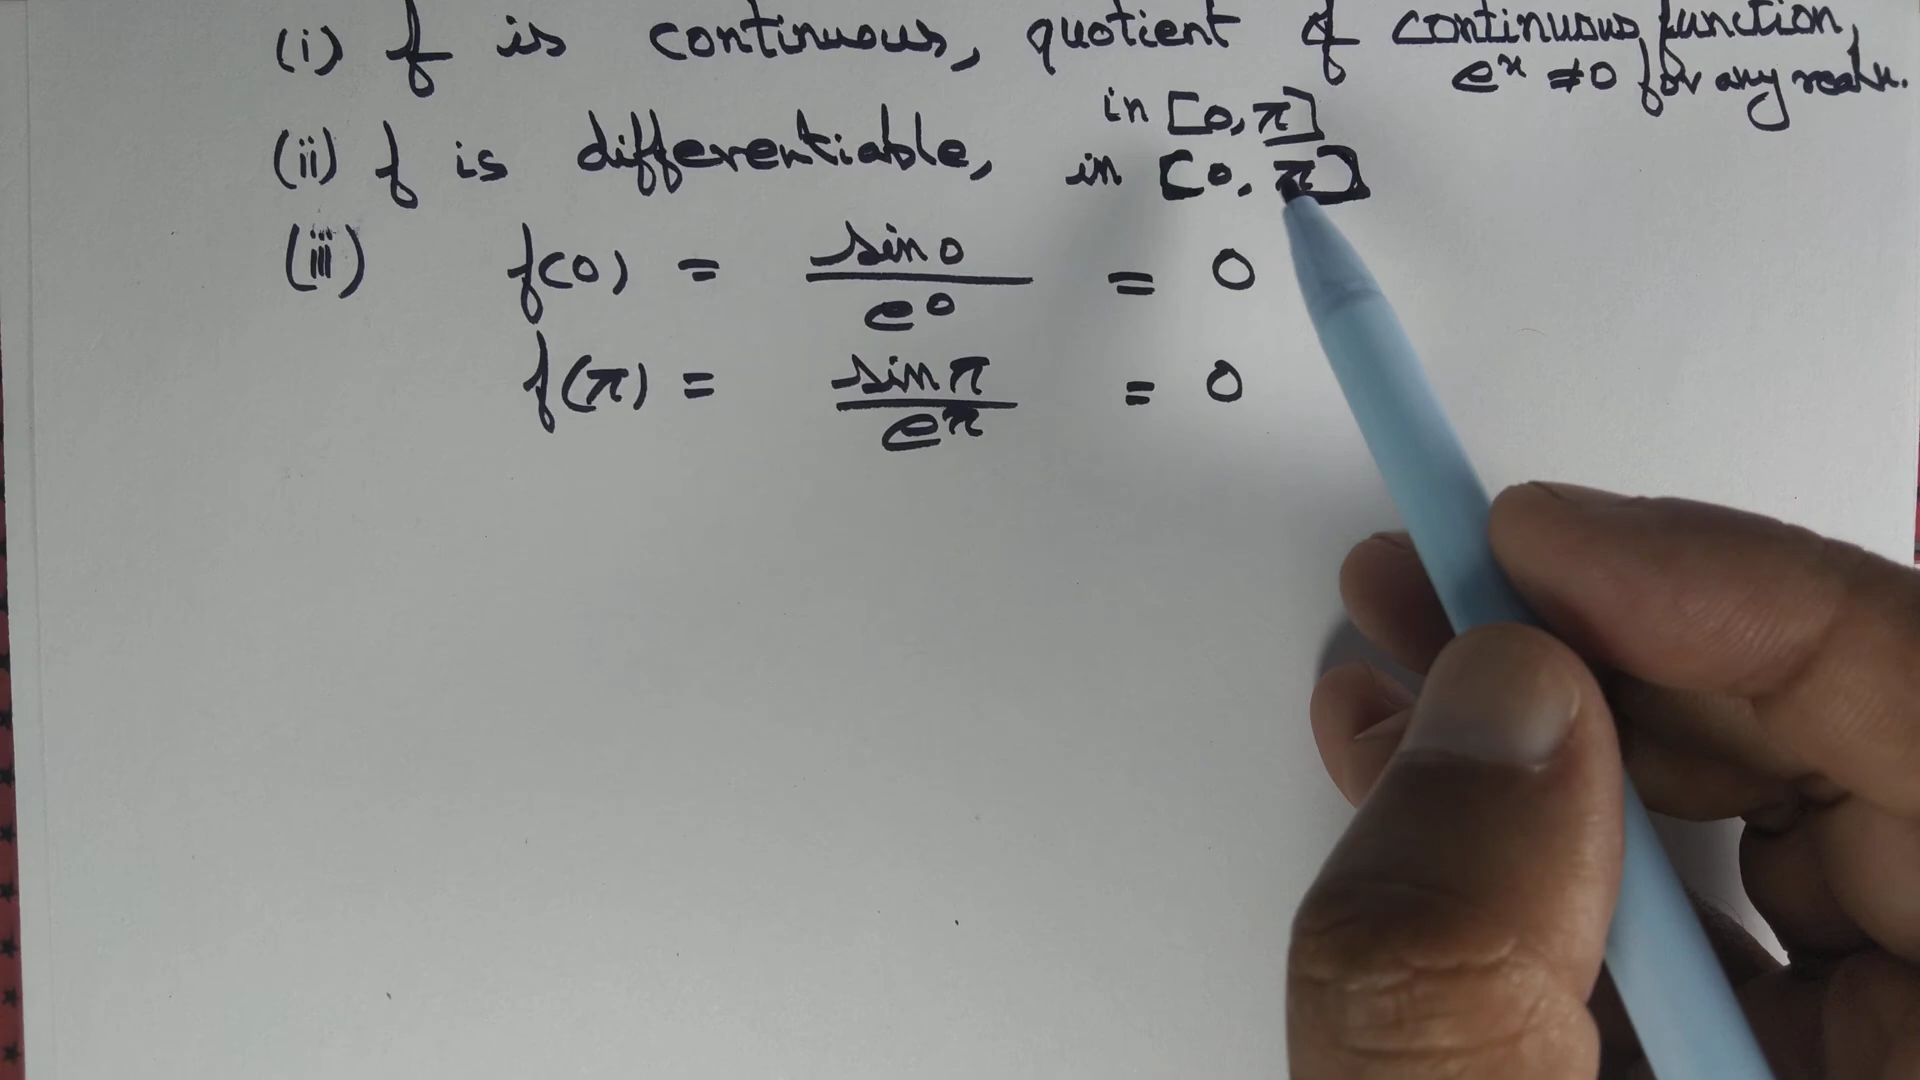 (i) f is continuous, quotient of continuous function,
e^x ≠ 0 for any real x.
in [0, π]
(ii) f is differentiable, in [0, π]
(iii) f(0) = sin 0 / e^0 = 0
f(π) = sin π / e^π = 0